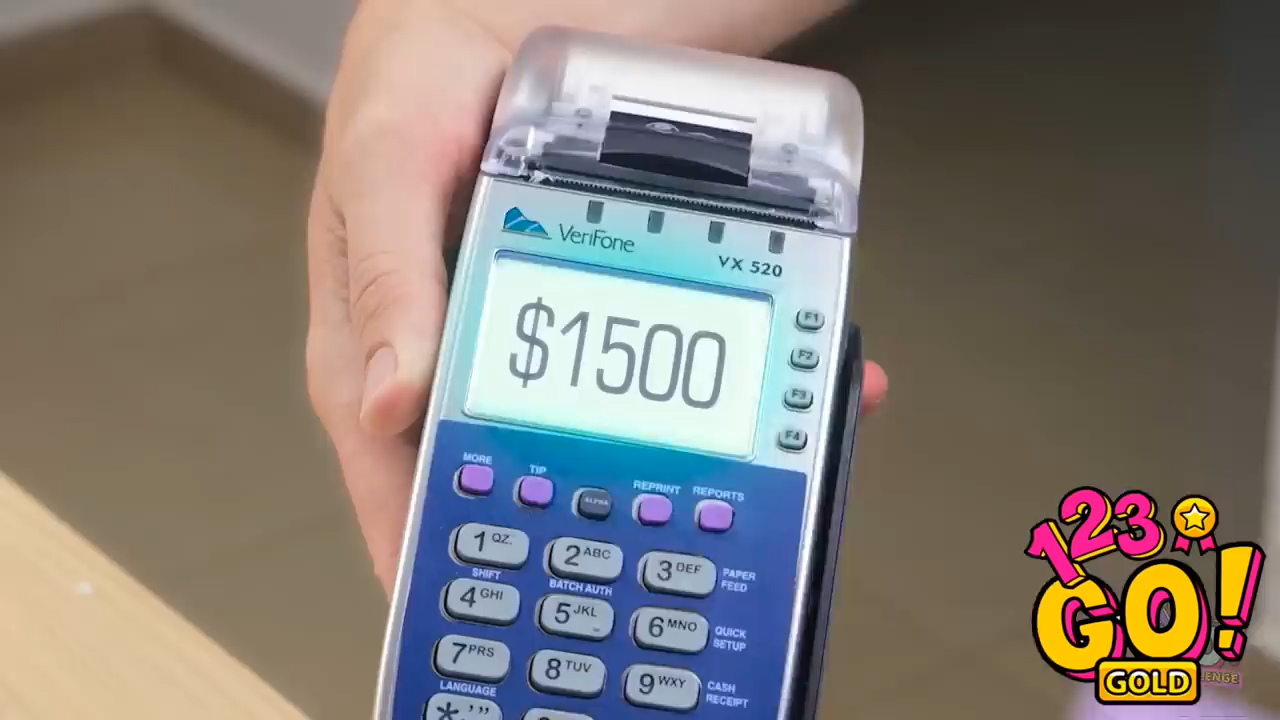 VeriFone
VX 520
$1500
F1
F2
F3
F4
MORE
TIP
ALPHA
REPRINT
REPORTS
1 QZ.
2 ABC
3 DEF
PAPER
FEED
SHIFT
BATCH AUTH
4 GHI
5 JKL
6 MNO
QUICK
SETUP
7 PRS
8 TUV
9 WXY
CASH
RECEIPT
LANGUAGE
*,'"
123
GO!
GOLD